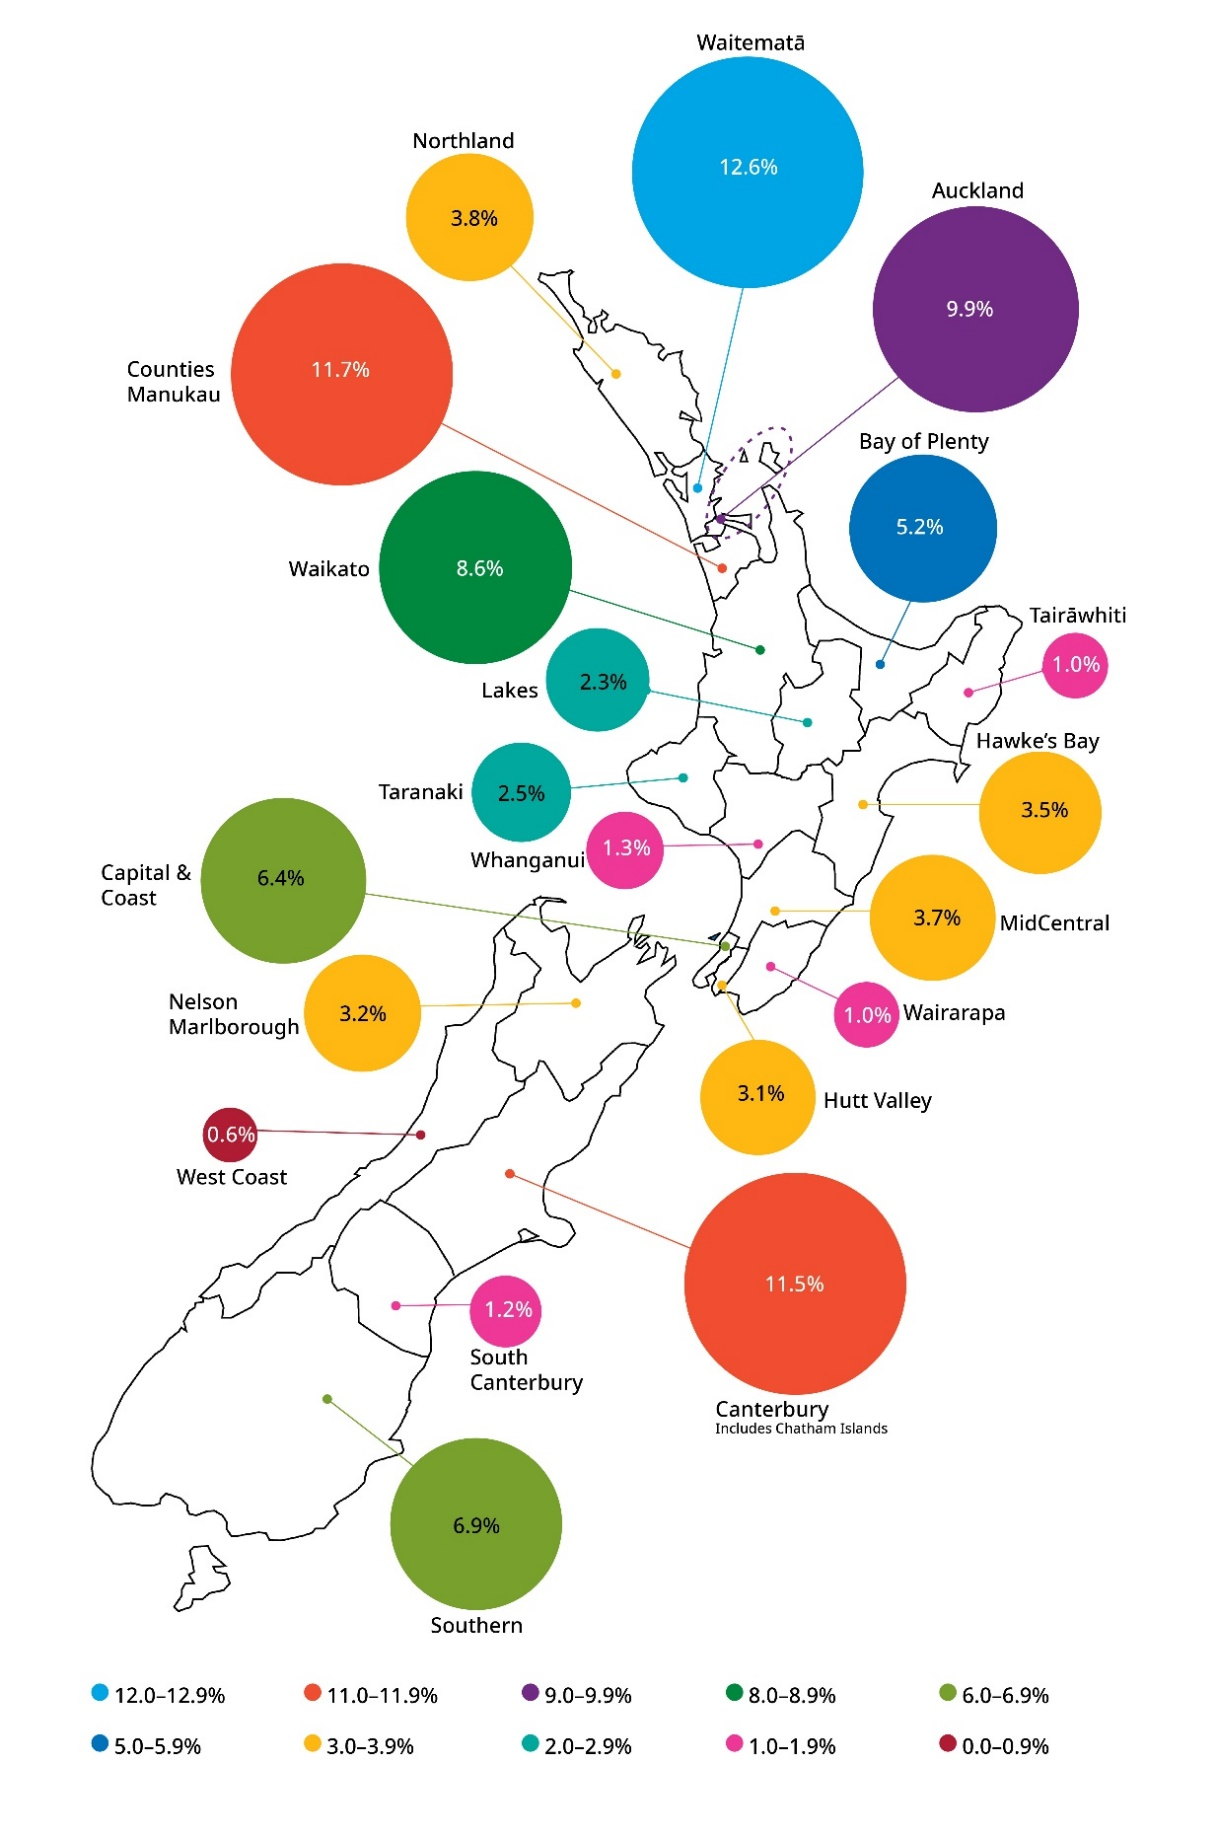 Waitematā
12.6%
Northland
3.8%
Auckland
9.9%
Counties
Manukau
11.7%
Bay of Plenty
5.2%
Waikato
8.6%
Tairāwhiti
1.0%
Lakes
2.3%
Hawke's Bay
3.5%
Taranaki
2.5%
Whanganui
1.3%
Capital &
Coast
6.4%
3.7%
MidCentral
Nelson
Marlborough
3.2%
1.0%
Wairarapa
3.1%
Hutt Valley
0.6%
West Coast
11.5%
Canterbury
Includes Chatham Islands
1.2%
South
Canterbury
6.9%
Southern
12.0–12.9%
11.0–11.9%
9.0–9.9%
8.0–8.9%
6.0–6.9%
5.0–5.9%
3.0–3.9%
2.0–2.9%
1.0–1.9%
0.0–0.9%